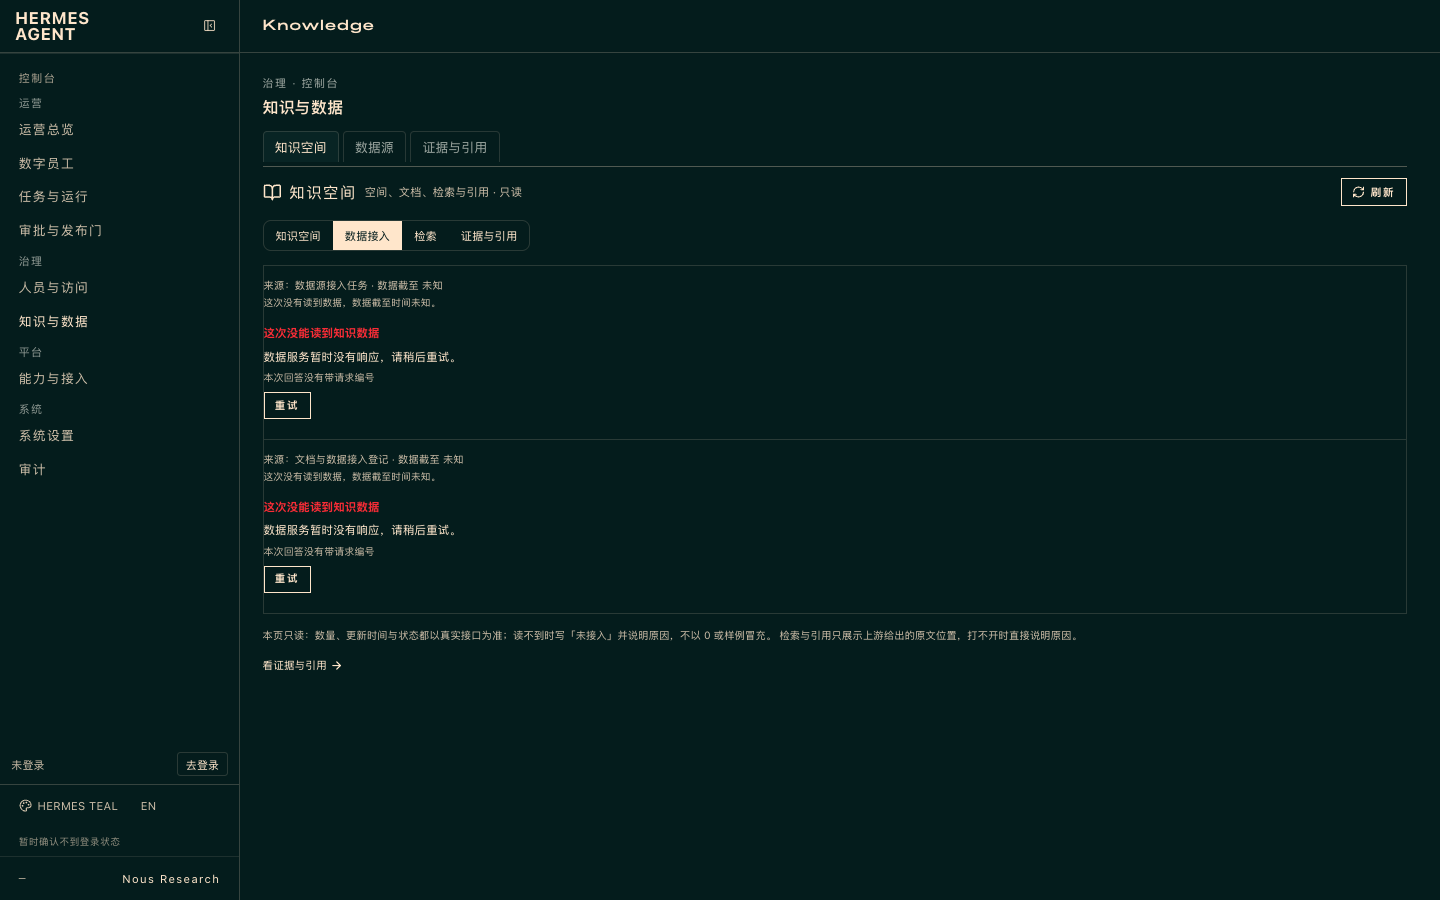 HERMES
AGENT
Knowledge
控制台
运营
运营总览
数字员工
任务与运行
审批与发布门
治理
人员与访问
知识与数据
平台
能力与接入
系统
系统设置
审计
未登录
去登录
HERMES TEAL
EN
暂时确认不到登录状态
—
Nous Research
治理 · 控制台
知识与数据
知识空间
数据源
证据与引用
知识空间
空间、文档、检索与引用 · 只读
刷新
知识空间
数据接入
检索
证据与引用
来源：数据源接入任务 · 数据截至 未知
这次没有读到数据，数据截至时间未知。
这次没能读到知识数据
数据服务暂时没有响应，请稍后重试。
本次回答没有带请求编号
重试
来源：文档与数据接入登记 · 数据截至 未知
这次没有读到数据，数据截至时间未知。
这次没能读到知识数据
数据服务暂时没有响应，请稍后重试。
本次回答没有带请求编号
重试
本页只读：数量、更新时间与状态都以真实接口为准；读不到时写「未接入」并说明原因，不以 0 或样例冒充。 检索与引用只展示上游给出的原文位置，打不开时直接说明原因。
看证据与引用 →